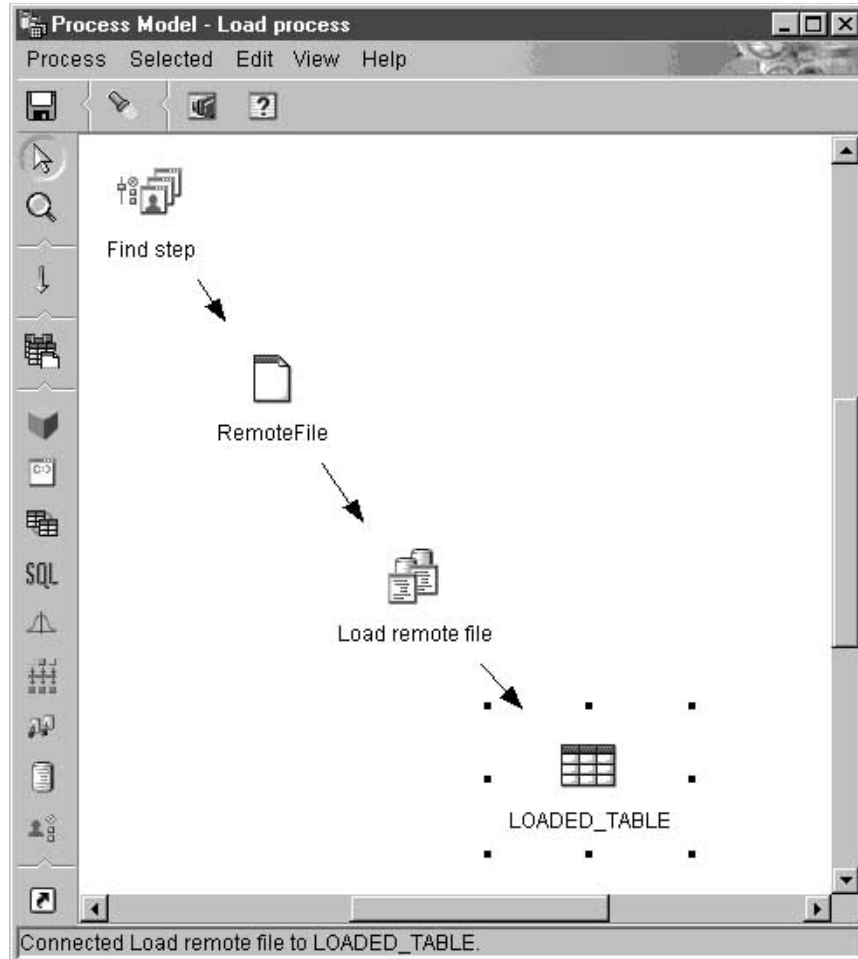 Process Model - Load process
Process Selected Edit View Help
?
Find step
RemoteFile
Load remote file
SQL
LOADED_TABLE
Connected Load remote file to LOADED_TABLE.